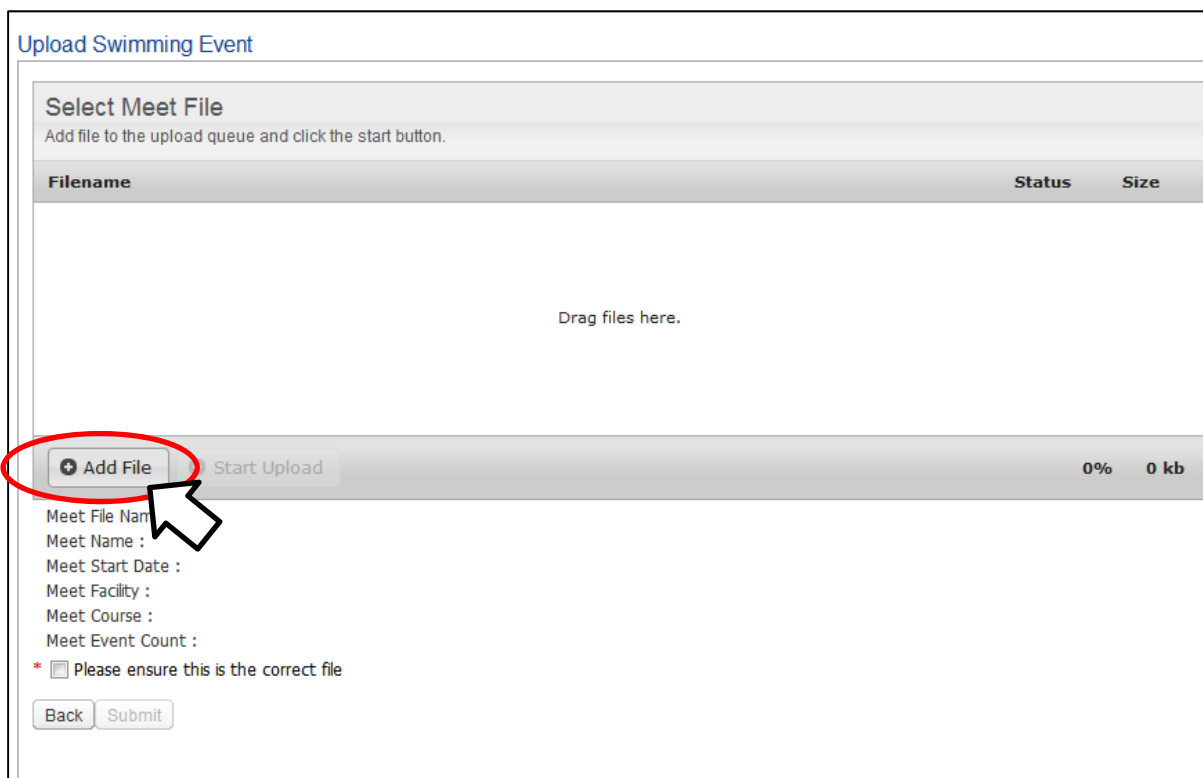 Upload Swimming Event
Select Meet File
Add file to the upload queue and click the start button.
Filename Status Size
Drag files here.
Add File Start Upload 0% 0 kb
Meet File Nam
Meet Name :
Meet Start Date :
Meet Facility :
Meet Course :
Meet Event Count :
* Please ensure this is the correct file
Back Submit